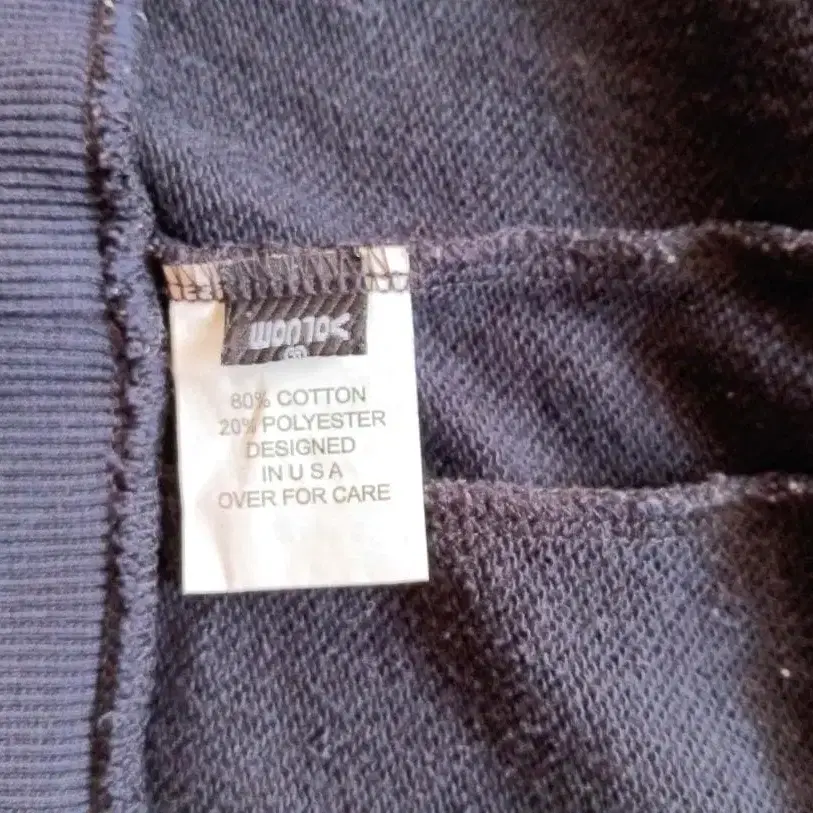 80% COTTON
20% POLYESTER
DESIGNED
IN U S A
OVER FOR CARE